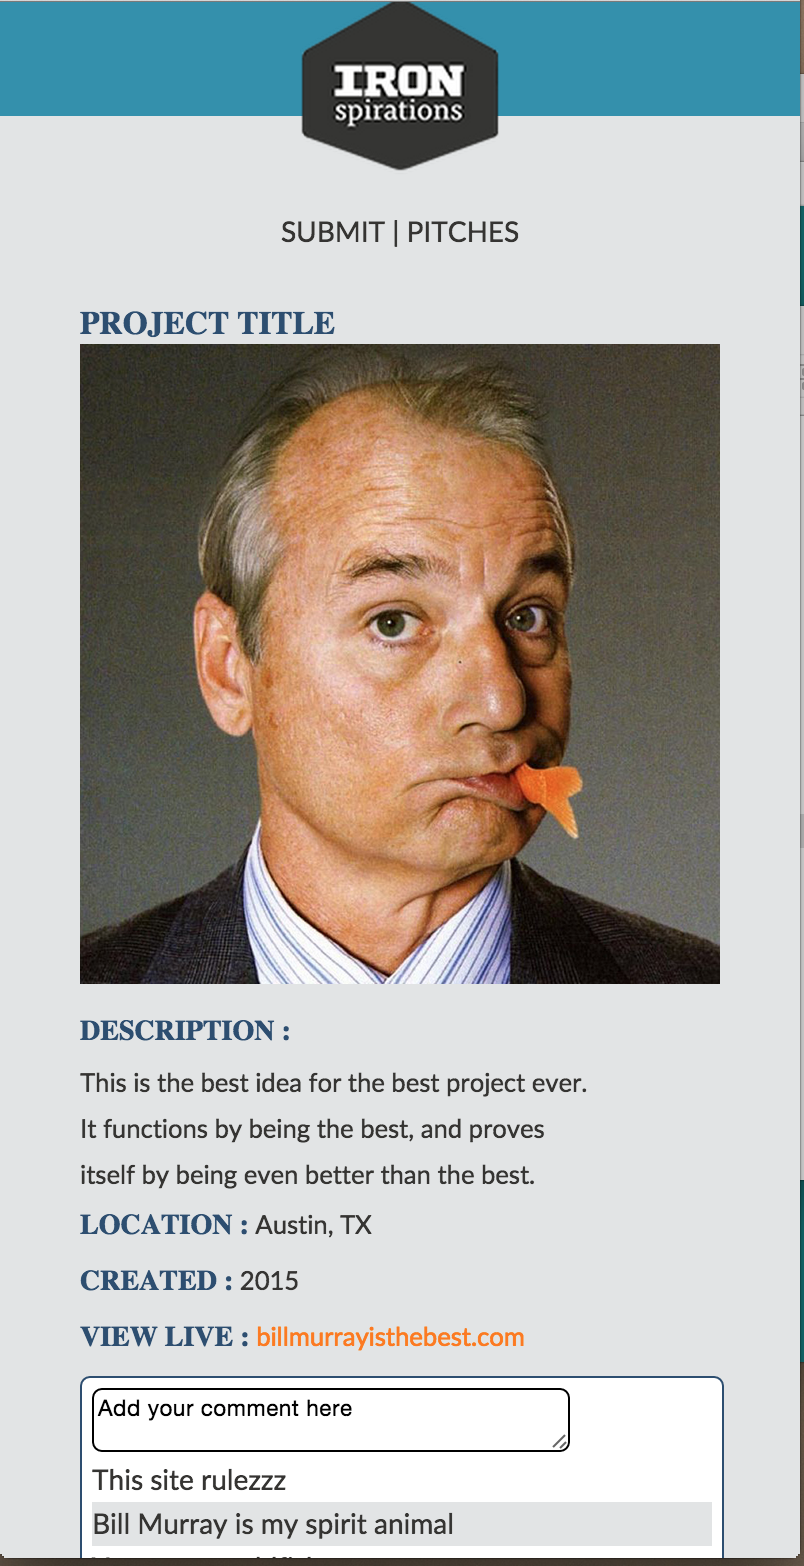 IRON
spirations
SUBMIT | PITCHES
PROJECT TITLE
DESCRIPTION :
This is the best idea for the best project ever.
It functions by being the best, and proves
itself by being even better than the best.
LOCATION : Austin, TX
CREATED : 2015
VIEW LIVE : billmurrayisthebest.com
Add your comment here
This site rulezzz
Bill Murray is my spirit animal